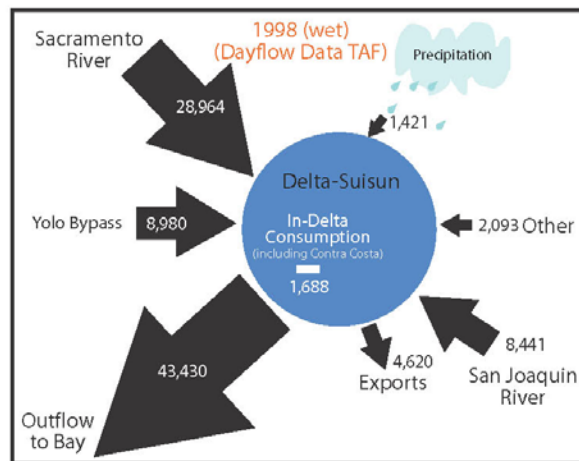 1998 (wet)
(Dayflow Data TAF)
Sacramento
River
28,964
Precipitation
1,421
Delta-Suisun
Yolo Bypass
8,980
In-Delta
Consumption
(including Contra Costa)
1,688
2,093 Other
43,430
4,620
Exports
8,441
San Joaquin
River
Outflow
to Bay